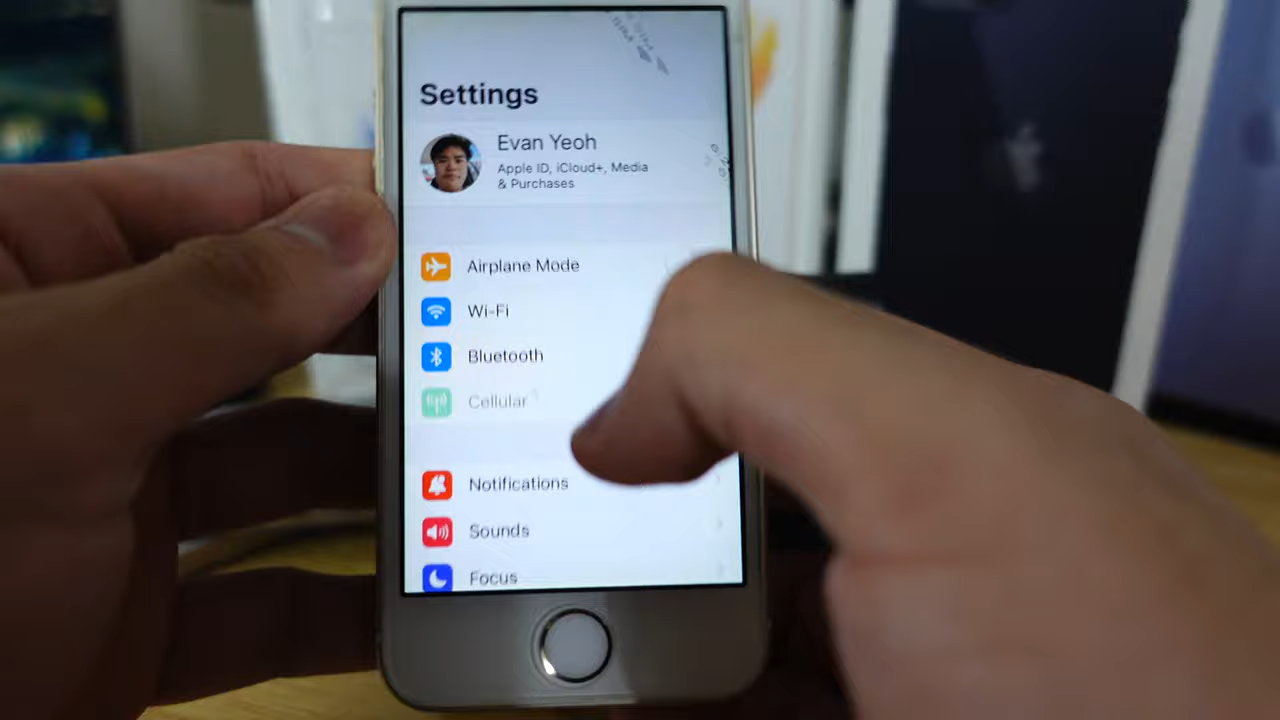 Settings
Evan Yeoh
Apple ID, iCloud+, Media
& Purchases
Airplane Mode
Wi-Fi
Bluetooth
Cellular
Notifications
Sounds
Focus